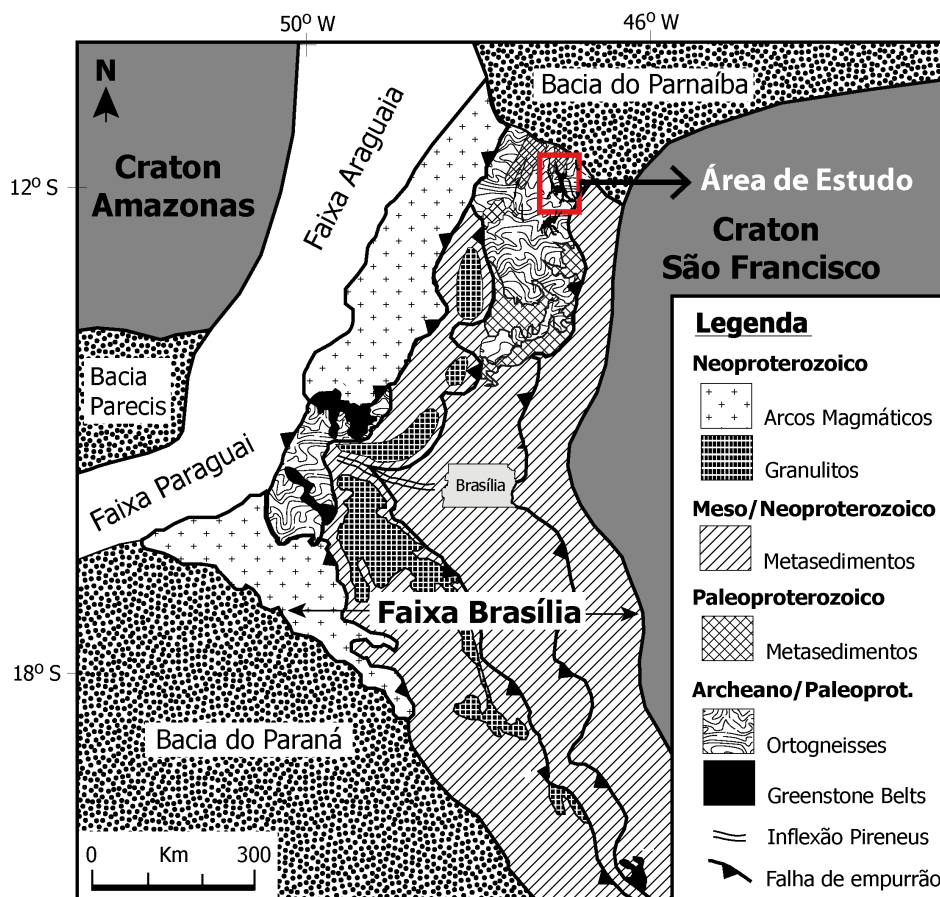 50º W
46º W
N
Bacia do Parnaíba
Craton
Amazonas
Faixa Araguaia
12º S
Área de Estudo
Craton
São Francisco
Bacia
Parecis
Faixa Paraguai
Brasília
Faixa Brasília
18º S
Bacia do Paraná
0 Km 300
Legenda
Neoproterozoico
Arcos Magmáticos
Granulitos
Meso/Neoproterozoico
Metasedimentos
Paleoproterozoico
Metasedimentos
Archeano/Paleoprot.
Ortogneisses
Greenstone Belts
Inflexão Pireneus
Falha de empurrão